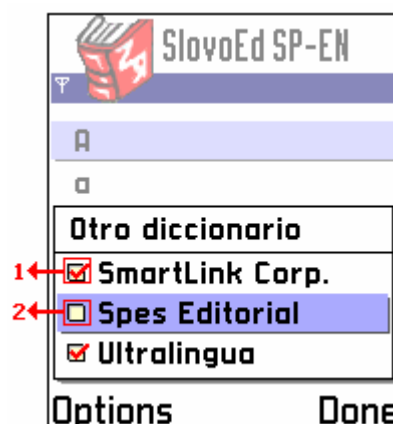 SlovoEd SP-EN
A
a
Otro diccionario
1 SmartLink Corp.
2 Spes Editorial
Ultralingua
Options Done